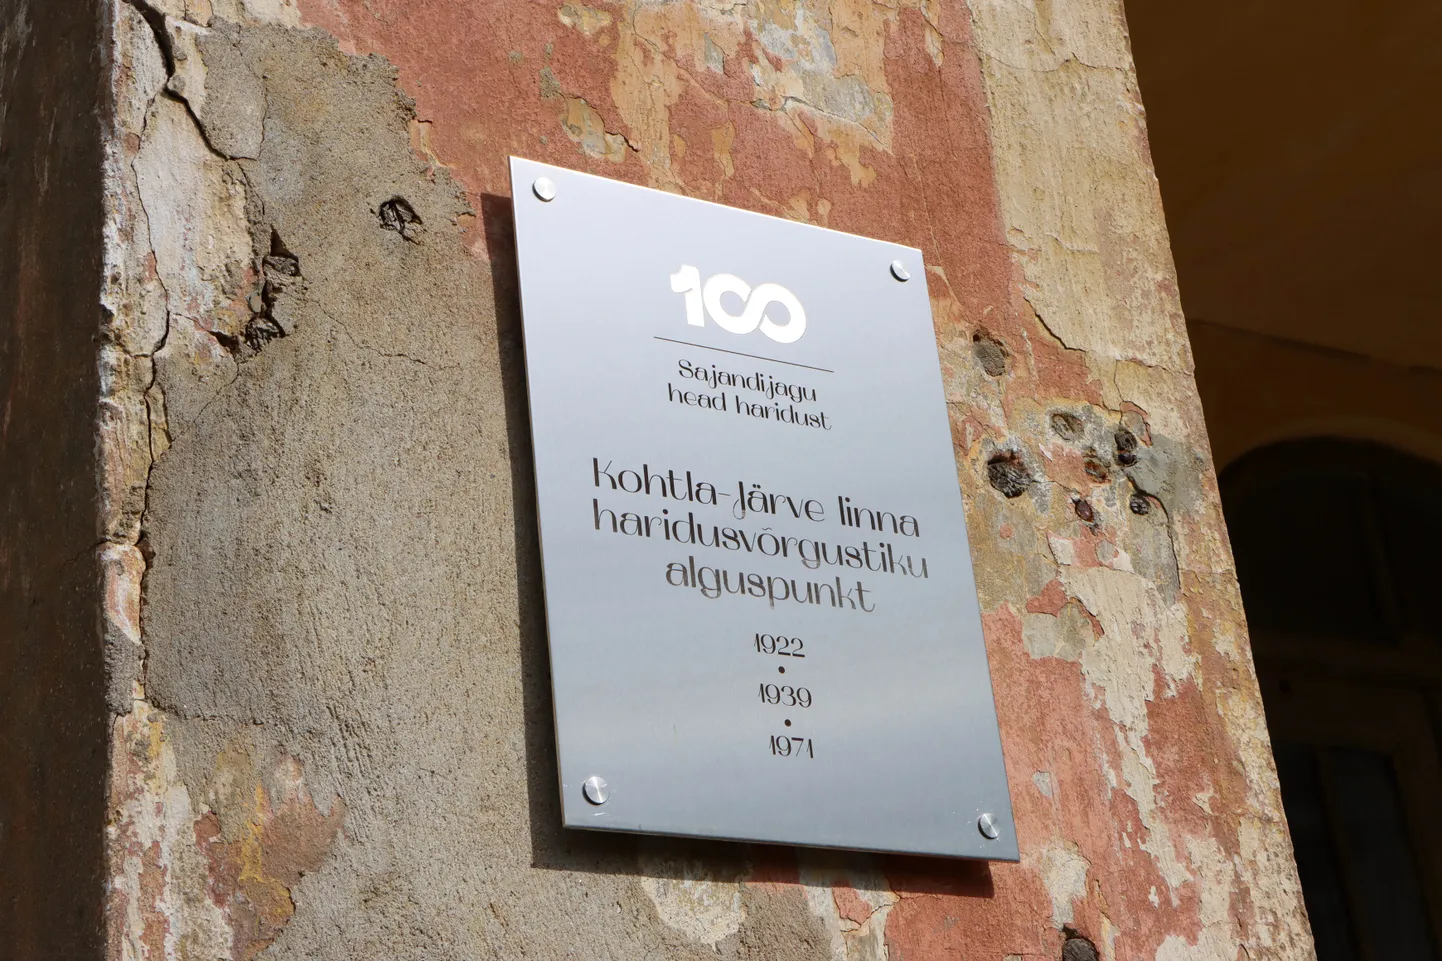 100
Sajandijagu
head haridust
Kohtla-Järve linna
haridusvõrgustiku
alguspunkt
1922
•
1939
•
1971